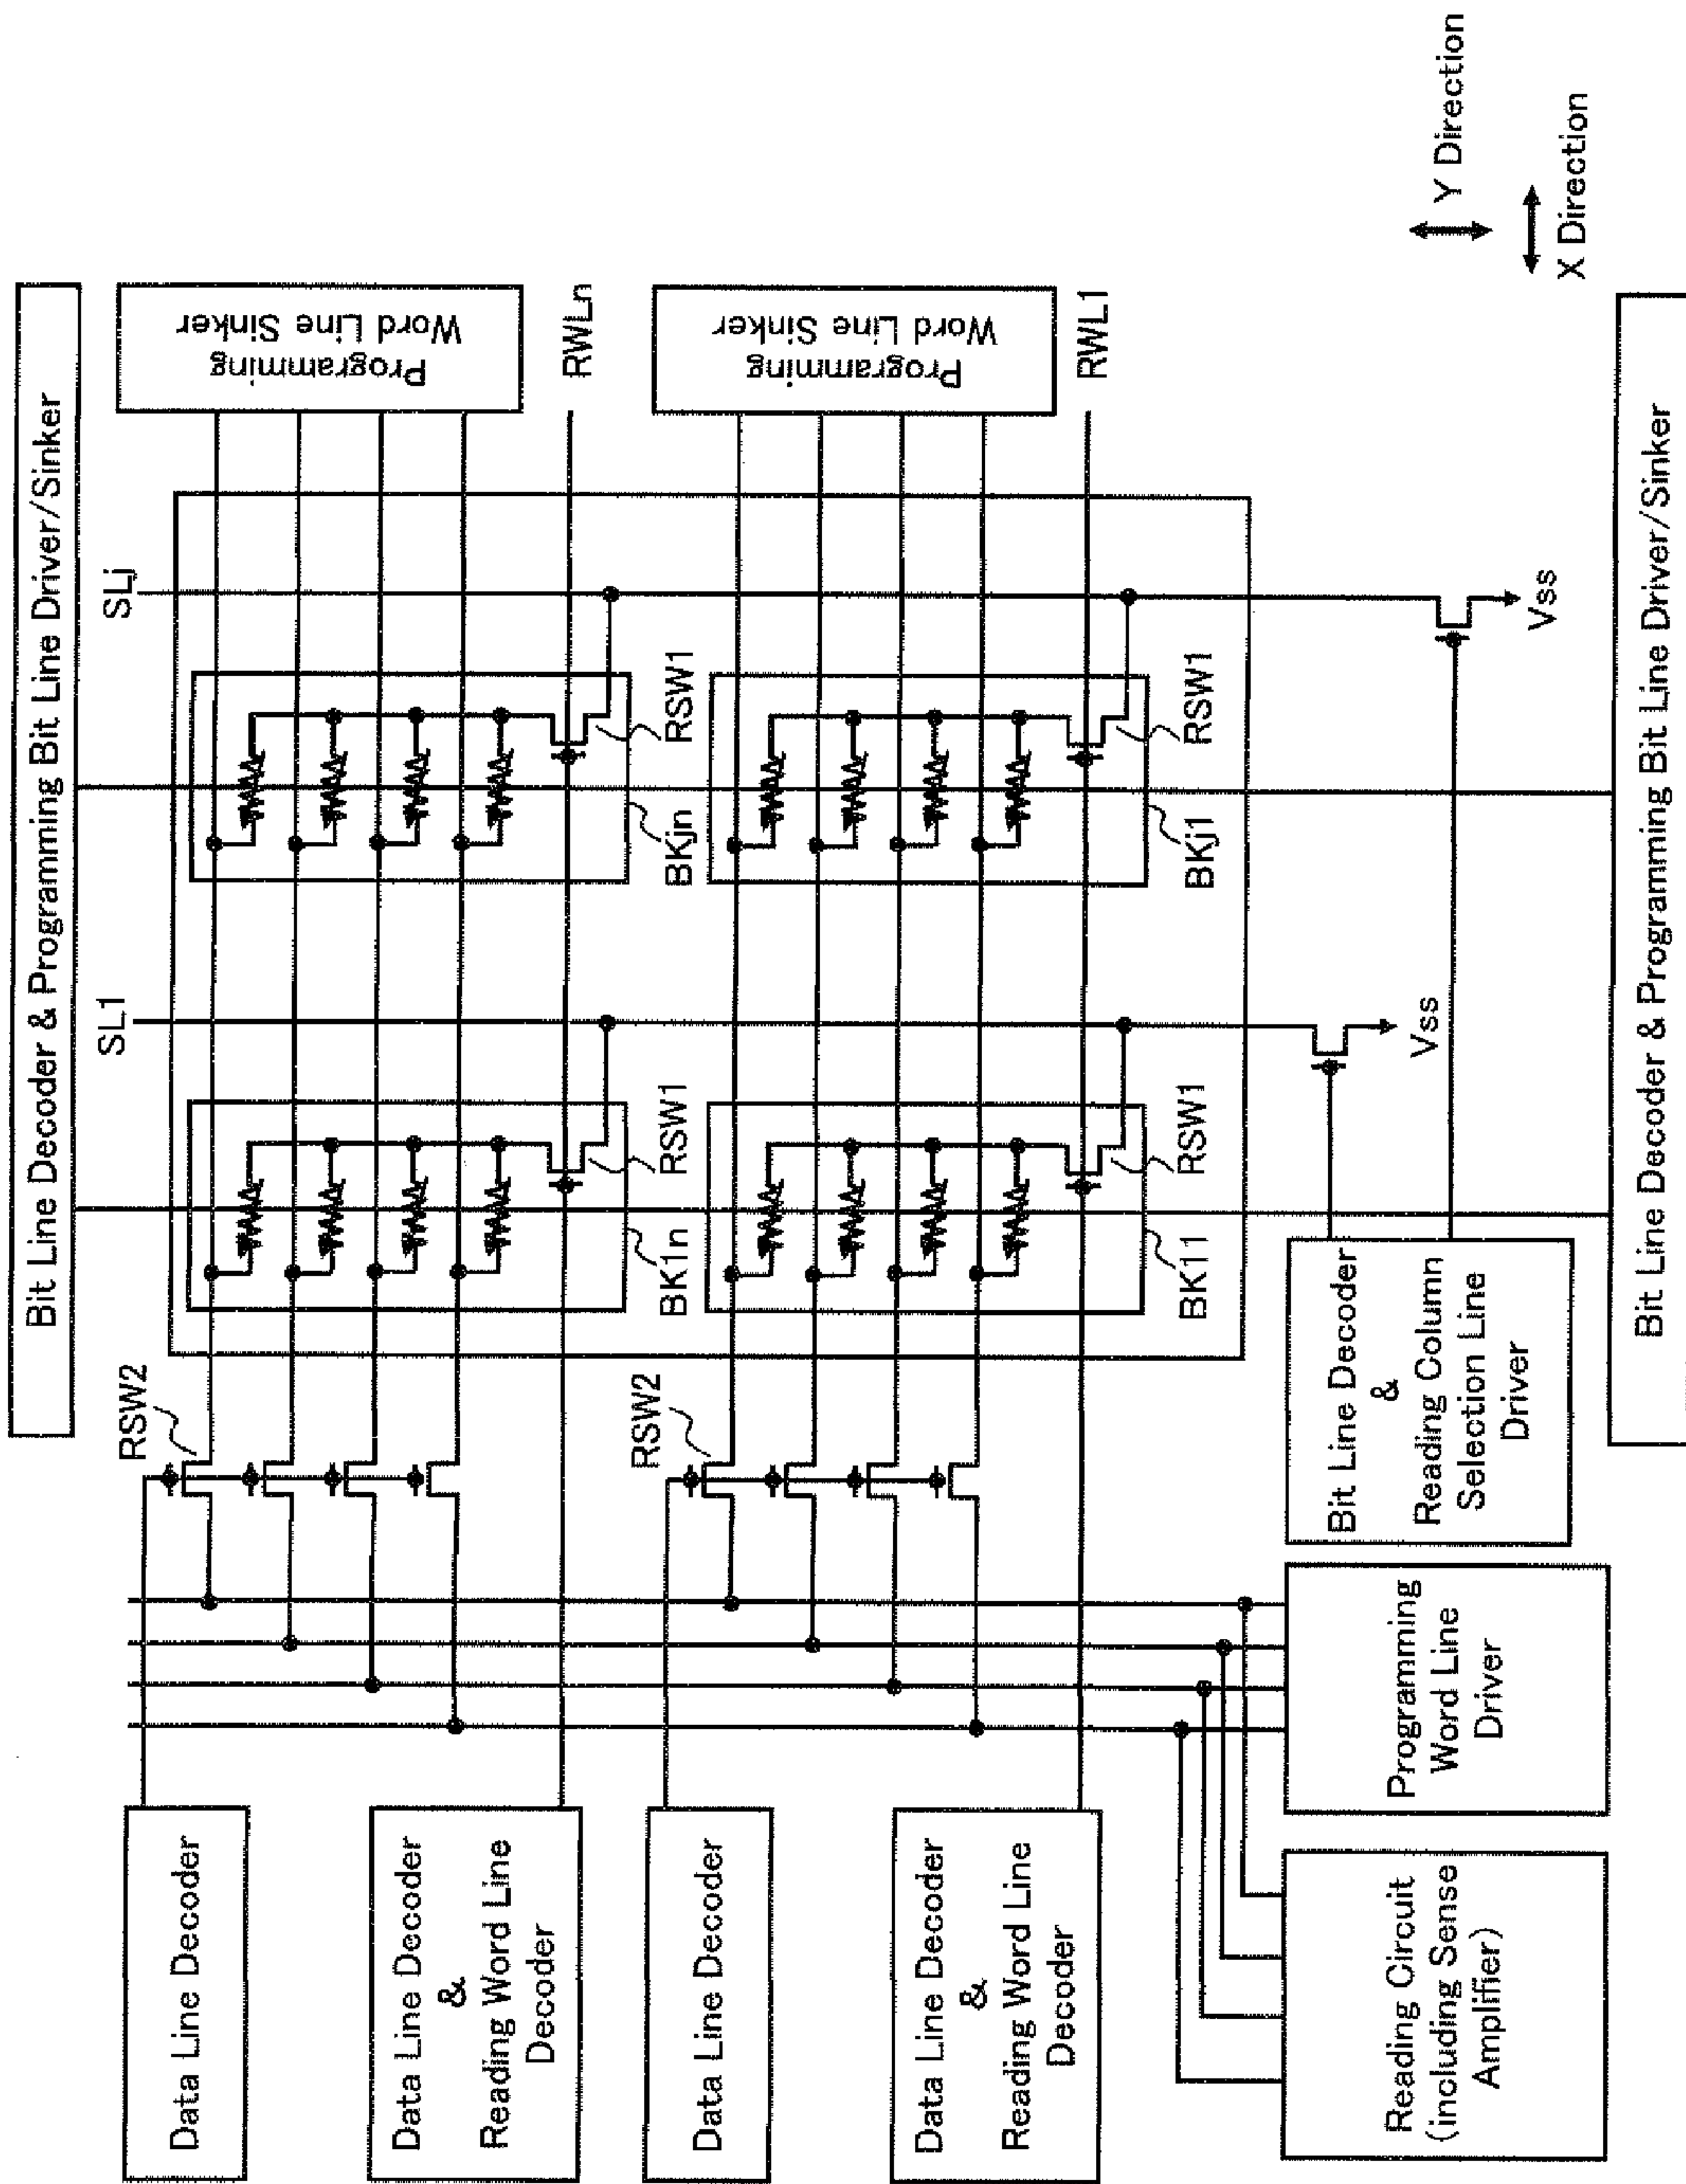 Bit Line Decoder & Programming Bit Line Driver/Sinker
SL1
SLj
Programming
Word Line Sinker
RWLn
RSW1
RSW1
BK1n
BKjn
RSW2
Data Line Decoder
Data Line Decoder
&
Reading Word Line
Decoder
Programming
Word Line Sinker
RWL1
RSW1
RSW1
BK11
BKj1
RSW2
Data Line Decoder
Data Line Decoder
&
Reading Word Line
Decoder
Vss
Vss
Reading Circuit
(including Sense
Amplifier)
Programming
Word Line
Driver
Bit Line Decoder
&
Reading Column
Selection Line
Driver
Bit Line Decoder & Programming Bit Line Driver/Sinker
Y Direction
X Direction